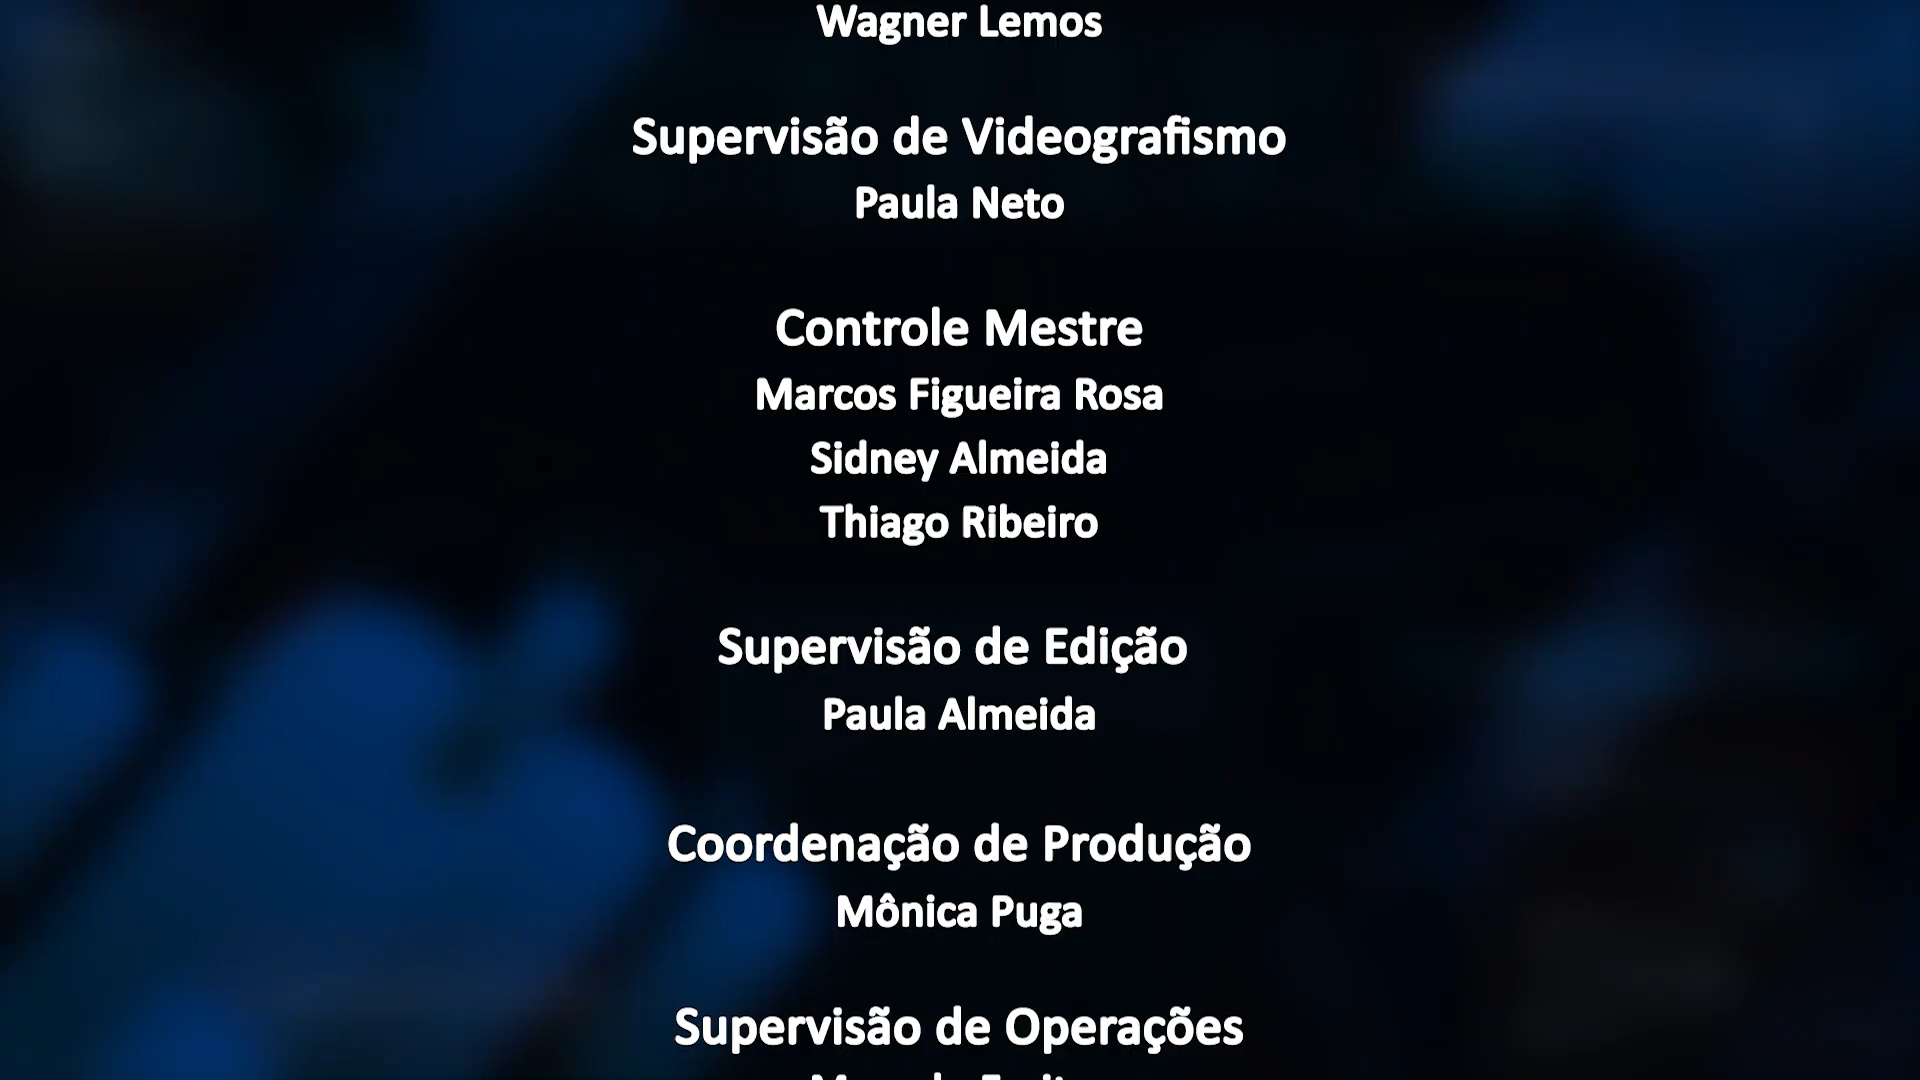 Wagner Lemos
Supervisão de Videografismo
Paula Neto
Controle Mestre
Marcos Figueira Rosa
Sidney Almeida
Thiago Ribeiro
Supervisão de Edição
Paula Almeida
Coordenação de Produção
Mônica Puga
Supervisão de Operações